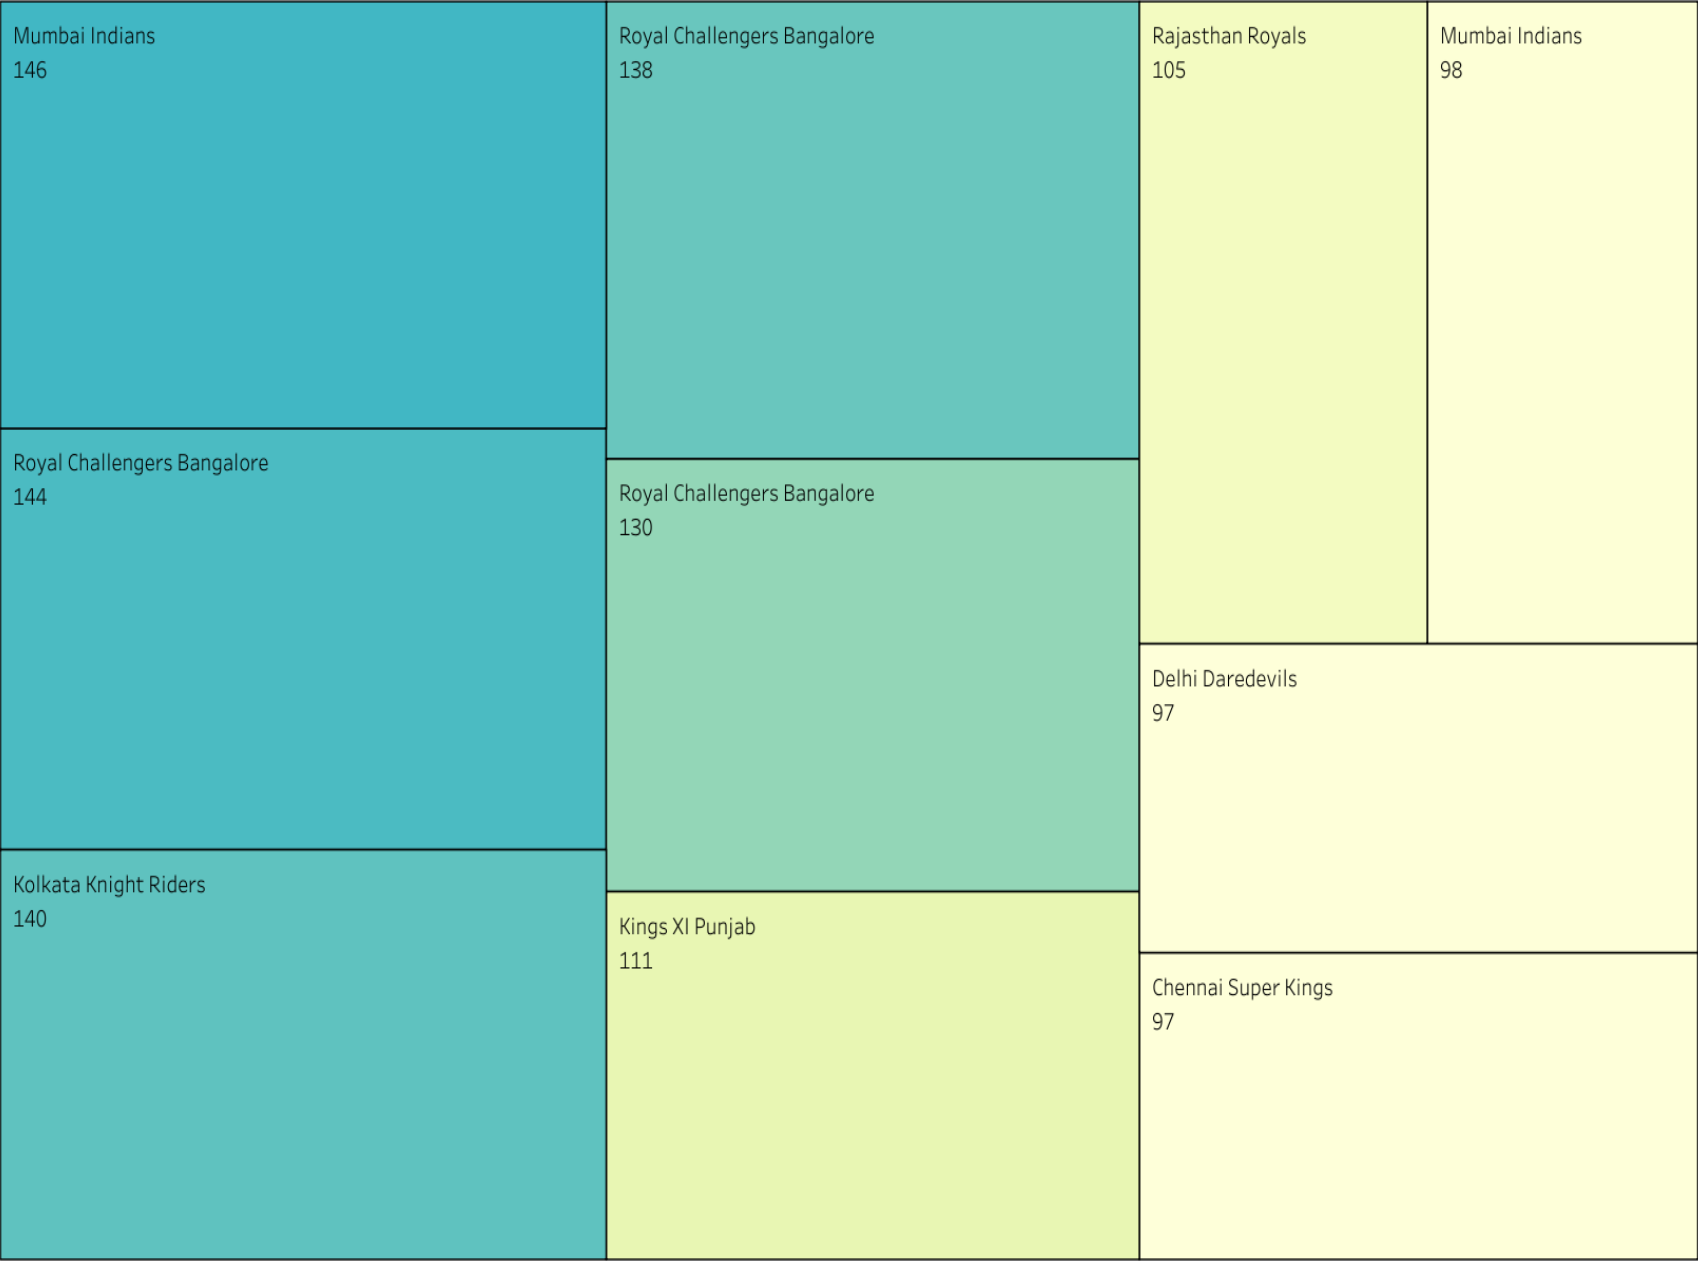 Mumbai Indians
146
Royal Challengers Bangalore
144
Kolkata Knight Riders
140
Royal Challengers Bangalore
138
Royal Challengers Bangalore
130
Kings XI Punjab
111
Rajasthan Royals
105
Mumbai Indians
98
Delhi Daredevils
97
Chennai Super Kings
97